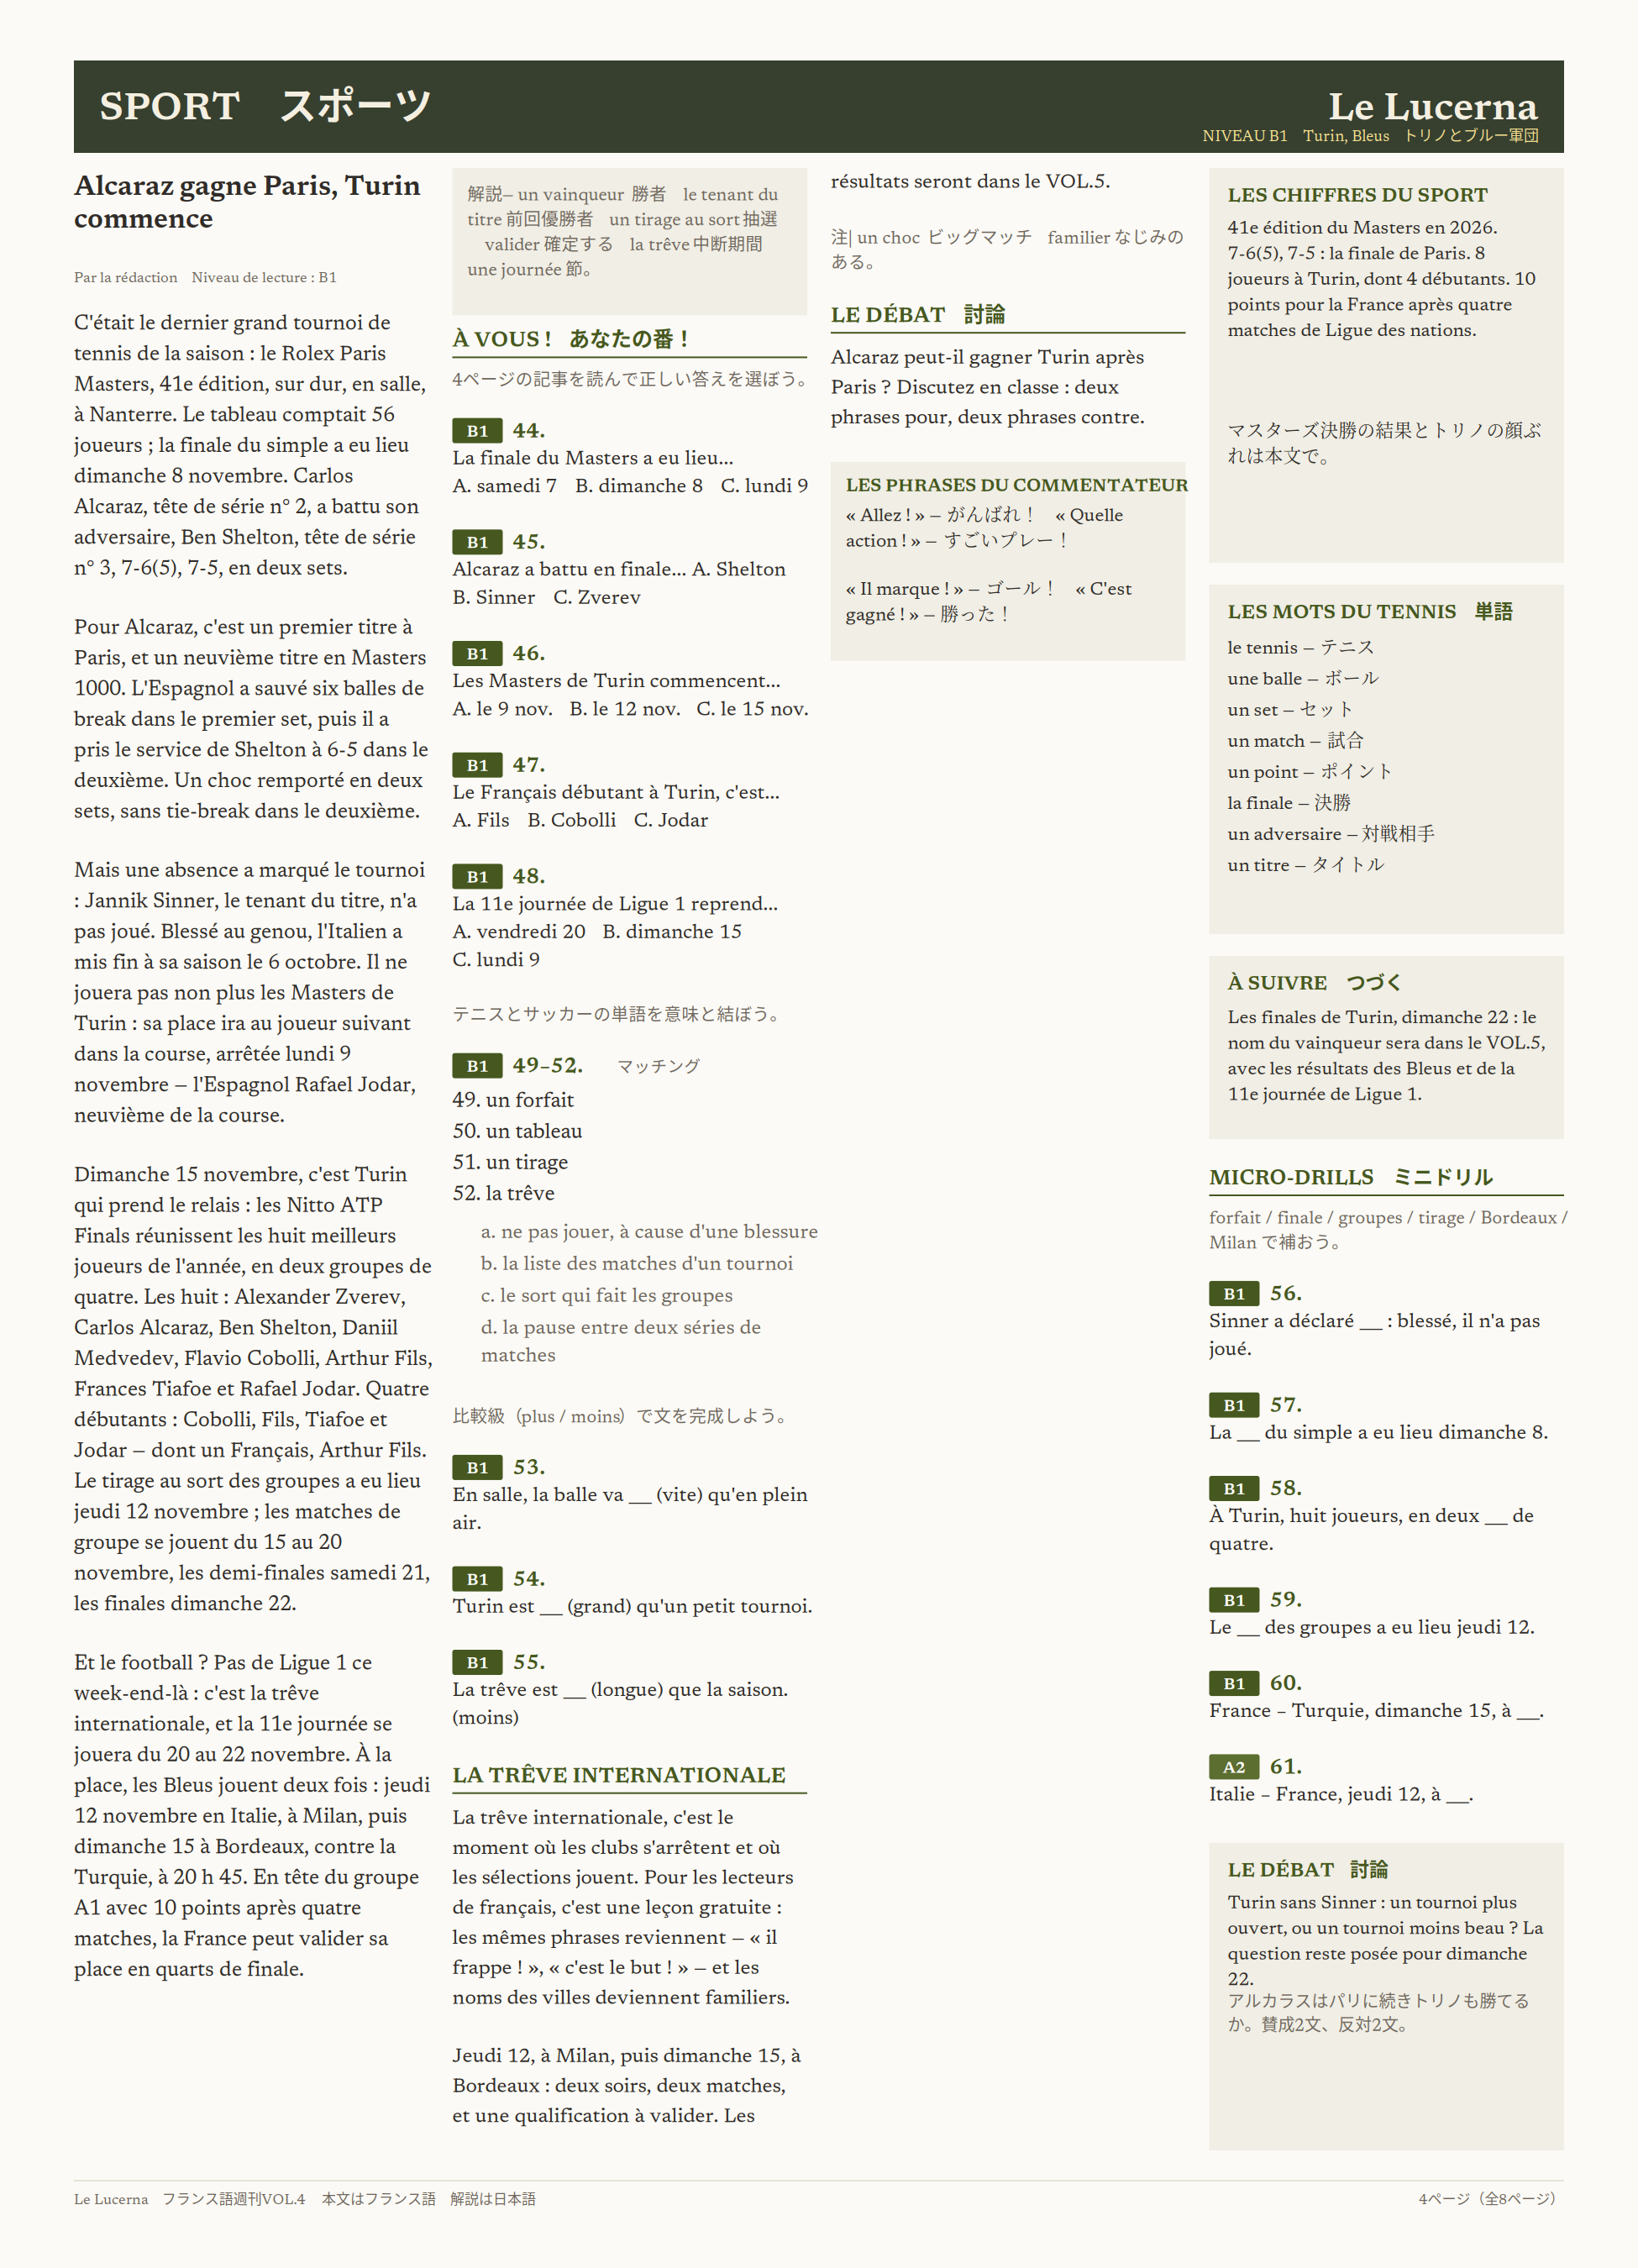 SPORT　スポーツ
Le Lucerna
NIVEAU B1　Turin, Bleus　トリノとブルー軍団
Alcaraz gagne Paris, Turin
commence
Par la rédaction　Niveau de lecture : B1
C'était le dernier grand tournoi de
tennis de la saison : le Rolex Paris
Masters, 41e édition, sur dur, en salle,
à Nanterre. Le tableau comptait 56
joueurs ; la finale du simple a eu lieu
dimanche 8 novembre. Carlos
Alcaraz, tête de série n° 2, a battu son
adversaire, Ben Shelton, tête de série
n° 3, 7-6(5), 7-5, en deux sets.
Pour Alcaraz, c'est un premier titre à
Paris, et un neuvième titre en Masters
1000. L'Espagnol a sauvé six balles de
break dans le premier set, puis il a
pris le service de Shelton à 6-5 dans le
deuxième. Un choc remporté en deux
sets, sans tie-break dans le deuxième.
Mais une absence a marqué le tournoi
: Jannik Sinner, le tenant du titre, n'a
pas joué. Blessé au genou, l'Italien a
mis fin à sa saison le 6 octobre. Il ne
jouera pas non plus les Masters de
Turin : sa place ira au joueur suivant
dans la course, arrêtée lundi 9
novembre – l'Espagnol Rafael Jodar,
neuvième de la course.
Dimanche 15 novembre, c'est Turin
qui prend le relais : les Nitto ATP
Finals réunissent les huit meilleurs
joueurs de l'année, en deux groupes de
quatre. Les huit : Alexander Zverev,
Carlos Alcaraz, Ben Shelton, Daniil
Medvedev, Flavio Cobolli, Arthur Fils,
Frances Tiafoe et Rafael Jodar. Quatre
débutants : Cobolli, Fils, Tiafoe et
Jodar – dont un Français, Arthur Fils.
Le tirage au sort des groupes a eu lieu
jeudi 12 novembre ; les matches de
groupe se jouent du 15 au 20
novembre, les demi-finales samedi 21,
les finales dimanche 22.
Et le football ? Pas de Ligue 1 ce
week-end-là : c'est la trêve
internationale, et la 11e journée se
jouera du 20 au 22 novembre. À la
place, les Bleus jouent deux fois : jeudi
12 novembre en Italie, à Milan, puis
dimanche 15 à Bordeaux, contre la
Turquie, à 20 h 45. En tête du groupe
A1 avec 10 points après quatre
matches, la France peut valider sa
place en quarts de finale.
解説– un vainqueur 勝者　le tenant du
titre 前回優勝者　un tirage au sort 抽選
　valider 確定する　la trêve 中断期間
une journée 節。
À VOUS !　あなたの番！
4ページの記事を読んで正しい答えを選ぼう。
B1 44.
La finale du Masters a eu lieu…
A. samedi 7　B. dimanche 8　C. lundi 9
B1 45.
Alcaraz a battu en finale… A. Shelton
B. Sinner　C. Zverev
B1 46.
Les Masters de Turin commencent…
A. le 9 nov.　B. le 12 nov.　C. le 15 nov.
B1 47.
Le Français débutant à Turin, c'est…
A. Fils　B. Cobolli　C. Jodar
B1 48.
La 11e journée de Ligue 1 reprend…
A. vendredi 20　B. dimanche 15
C. lundi 9
テニスとサッカーの単語を意味と結ぼう。
B1 49–52.　マッチング
49. un forfait
50. un tableau
51. un tirage
52. la trêve
a. ne pas jouer, à cause d'une blessure
b. la liste des matches d'un tournoi
c. le sort qui fait les groupes
d. la pause entre deux séries de
matches
比較級（plus / moins）で文を完成しよう。
B1 53.
En salle, la balle va __ (vite) qu'en plein
air.
B1 54.
Turin est __ (grand) qu'un petit tournoi.
B1 55.
La trêve est __ (longue) que la saison.
(moins)
LA TRÊVE INTERNATIONALE
La trêve internationale, c'est le
moment où les clubs s'arrêtent et où
les sélections jouent. Pour les lecteurs
de français, c'est une leçon gratuite :
les mêmes phrases reviennent – « il
frappe ! », « c'est le but ! » – et les
noms des villes deviennent familiers.
Jeudi 12, à Milan, puis dimanche 15, à
Bordeaux : deux soirs, deux matches,
et une qualification à valider. Les
résultats seront dans le VOL.5.
注| un choc ビッグマッチ　familier なじみの
ある。
LE DÉBAT　討論
Alcaraz peut-il gagner Turin après
Paris ? Discutez en classe : deux
phrases pour, deux phrases contre.
LES PHRASES DU COMMENTATEUR
« Allez ! » – がんばれ！　« Quelle
action ! » – すごいプレー！
« Il marque ! » – ゴール！　« C'est
gagné ! » – 勝った！
LES CHIFFRES DU SPORT
41e édition du Masters en 2026.
7-6(5), 7-5 : la finale de Paris. 8
joueurs à Turin, dont 4 débutants. 10
points pour la France après quatre
matches de Ligue des nations.
マスターズ決勝の結果とトリノの顔ぶ
れは本文で。
LES MOTS DU TENNIS　単語
le tennis – テニス
une balle – ボール
un set – セット
un match – 試合
un point – ポイント
la finale – 決勝
un adversaire – 対戦相手
un titre – タイトル
À SUIVRE　つづく
Les finales de Turin, dimanche 22 : le
nom du vainqueur sera dans le VOL.5,
avec les résultats des Bleus et de la
11e journée de Ligue 1.
MICRO-DRILLS　ミニドリル
forfait / finale / groupes / tirage / Bordeaux /
Milan で補おう。
B1 56.
Sinner a déclaré __ : blessé, il n'a pas
joué.
B1 57.
La __ du simple a eu lieu dimanche 8.
B1 58.
À Turin, huit joueurs, en deux __ de
quatre.
B1 59.
Le __ des groupes a eu lieu jeudi 12.
B1 60.
France – Turquie, dimanche 15, à __.
A2 61.
Italie – France, jeudi 12, à __.
LE DÉBAT　討論
Turin sans Sinner : un tournoi plus
ouvert, ou un tournoi moins beau ? La
question reste posée pour dimanche
22.
アルカラスはパリに続きトリノも勝てる
か。賛成2文、反対2文。
Le Lucerna　フランス語週刊VOL.4　本文はフランス語　解説は日本語
4ページ（全8ページ）